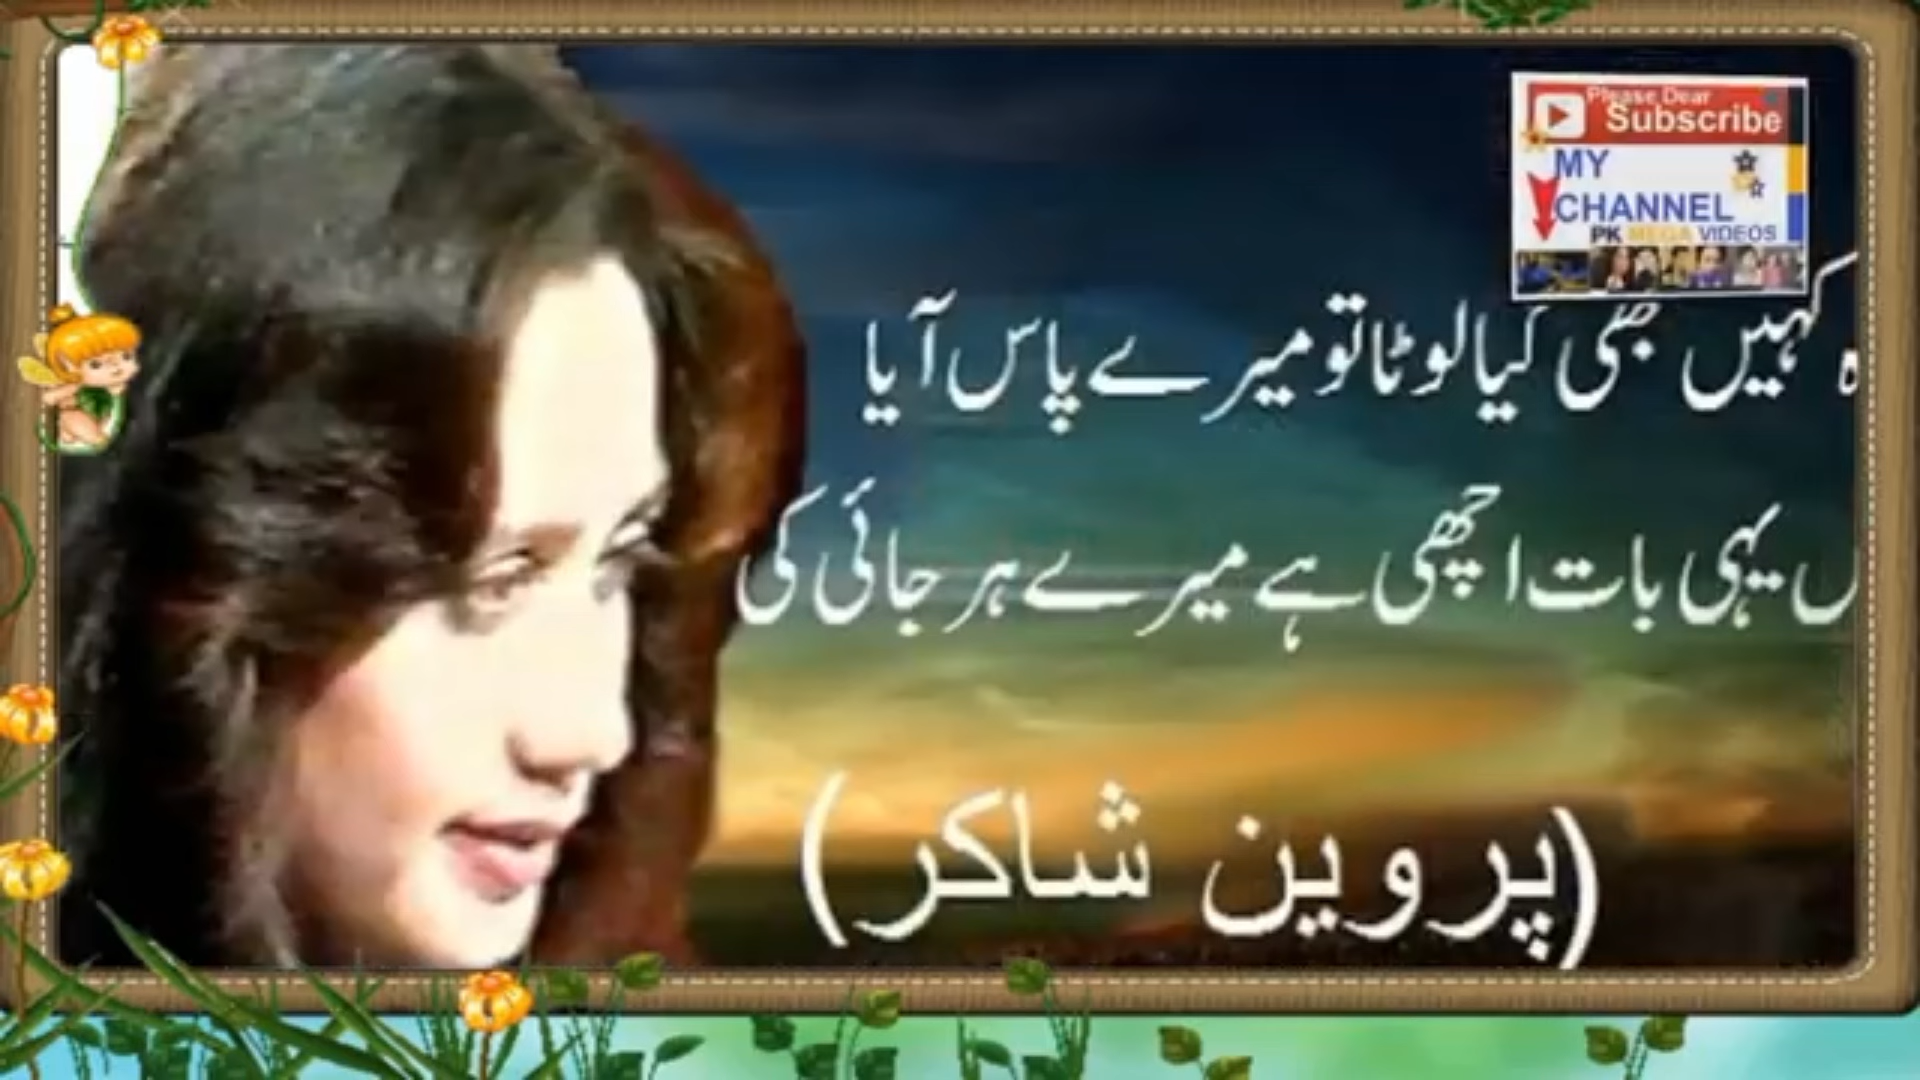 Please Dear
Subscribe
MY
CHANNEL
PK MEGA VIDEOS
کہیں بھی گیا لوٹا تو میرے پاس آیا
یہی بات اچھی ہے میرے ہرجائی کی
(پروین شاکر)